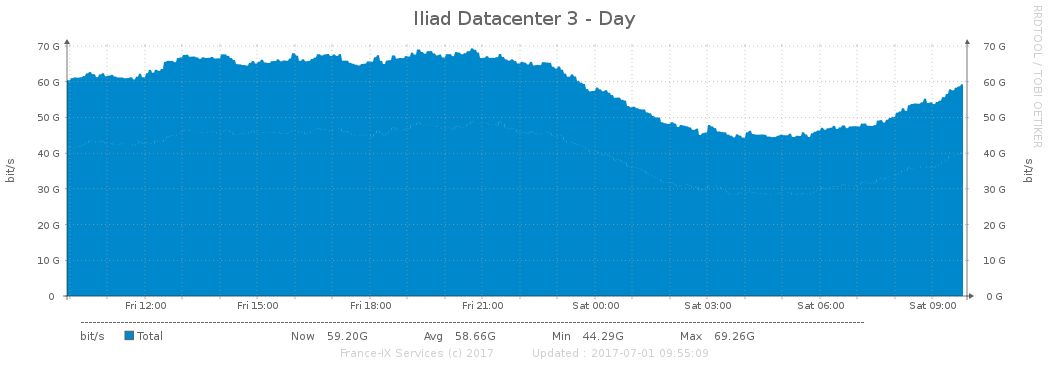 Iliad Datacenter 3 - Day
RRDTOOL / TOBI OETIKER
70 G 70 G
60 G 60 G
50 G 50 G
40 G 40 G
30 G 30 G
20 G 20 G
10 G 10 G
0 0 G
bit/s bit/s
Fri 12:00 Fri 15:00 Fri 18:00 Fri 21:00 Sat 00:00 Sat 03:00 Sat 06:00 Sat 09:00
bit/s Total Now 59.20G Avg 58.66G Min 44.29G Max 69.26G
France-IX Services (c) 2017 Updated : 2017-07-01 09:55:09